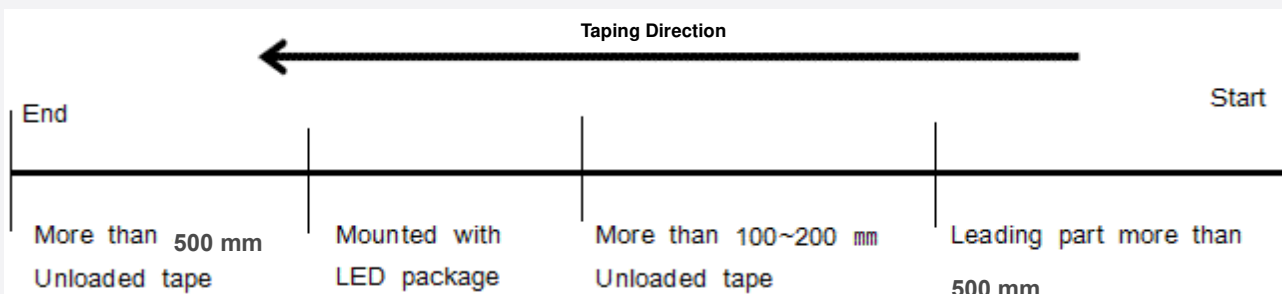 Taping Direction
End
Start
More than 500 mm
Unloaded tape
Mounted with
LED package
More than 100~200 ㎜
Unloaded tape
Leading part more than
500 mm